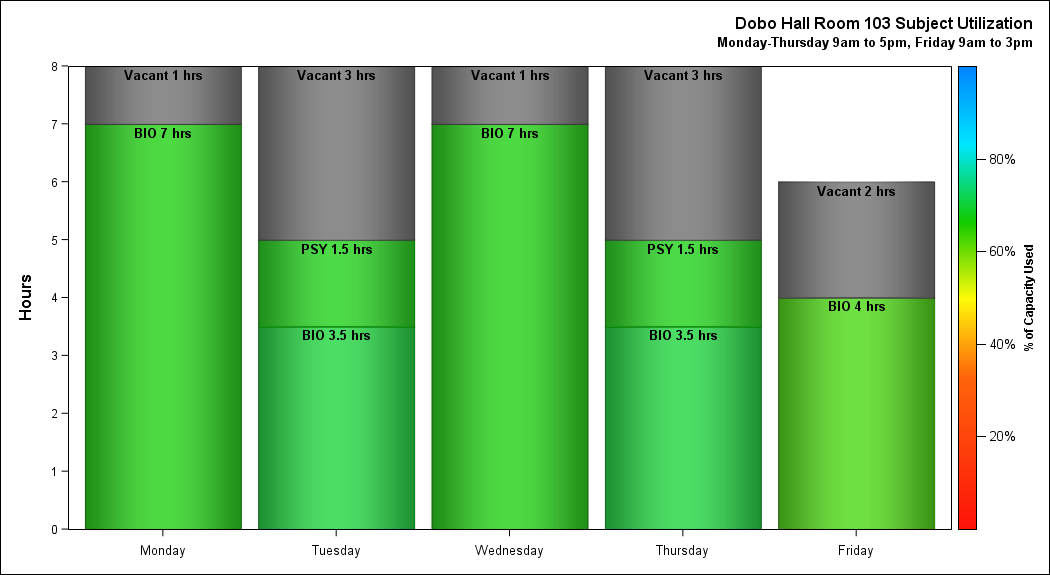 Dobo Hall Room 103 Subject Utilization
Monday-Thursday 9am to 5pm, Friday 9am to 3pm
Hours
8
7
6
5
4
3
2
1
0
Vacant 1 hrs
BIO 7 hrs
Vacant 3 hrs
PSY 1.5 hrs
BIO 3.5 hrs
Vacant 1 hrs
BIO 7 hrs
Vacant 3 hrs
PSY 1.5 hrs
BIO 3.5 hrs
Vacant 2 hrs
BIO 4 hrs
Monday
Tuesday
Wednesday
Thursday
Friday
80%
60%
40%
20%
% of Capacity Used